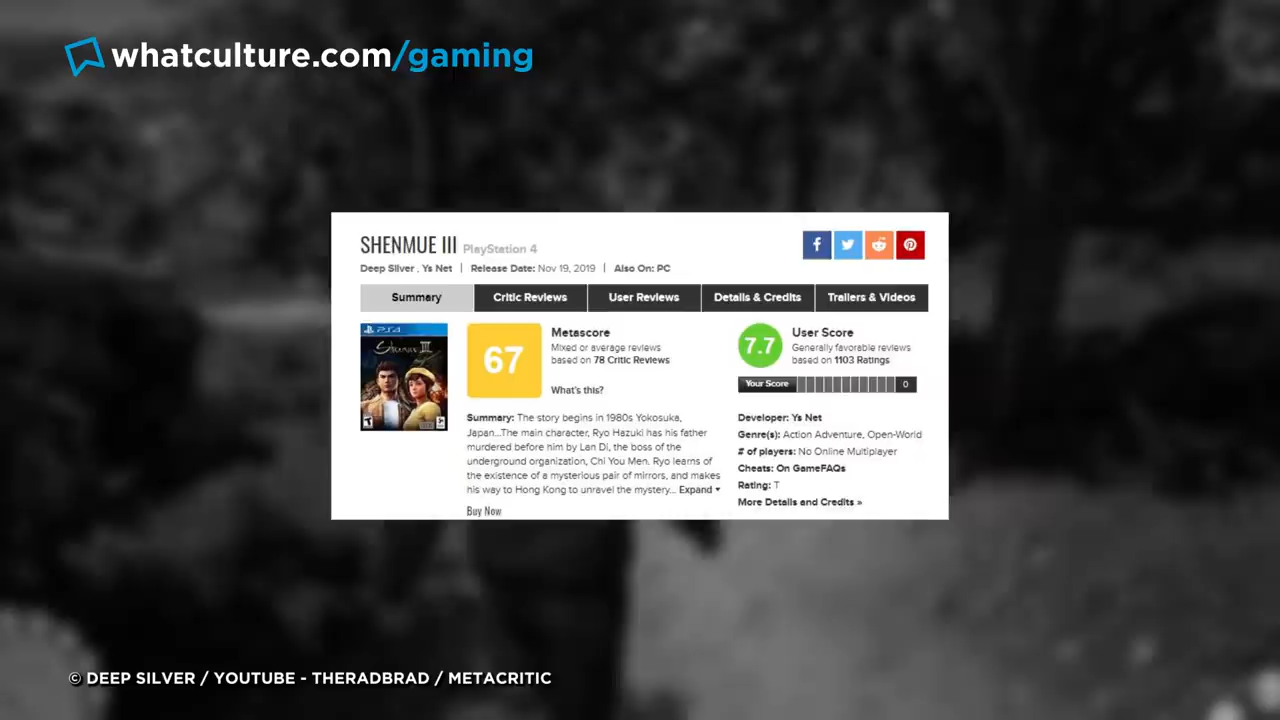 whatculture.com/gaming
SHENMUE III PlayStation 4
Deep Silver , Ys Net | Release Date: Nov 19, 2019 | Also On: PC
Summary Critic Reviews User Reviews Details & Credits Trailers & Videos
PS4
Shenmue III
67
Metascore
Mixed or average reviews
based on 78 Critic Reviews
What's this?
7.7
User Score
Generally favorable reviews
based on 1103 Ratings
Your Score 0
Summary: The story begins in 1980s Yokosuka,
Japan...The main character, Ryo Hazuki has his father
murdered before him by Lan Di, the boss of the
underground organization, Chi You Men. Ryo learns of
the existence of a mysterious pair of mirrors, and makes
his way to Hong Kong to unravel the mystery... Expand
Buy Now
Developer: Ys Net
Genre(s): Action Adventure, Open-World
# of players: No Online Multiplayer
Cheats: On GameFAQs
Rating: T
More Details and Credits »
© DEEP SILVER / YOUTUBE - THERADBRAD / METACRITIC